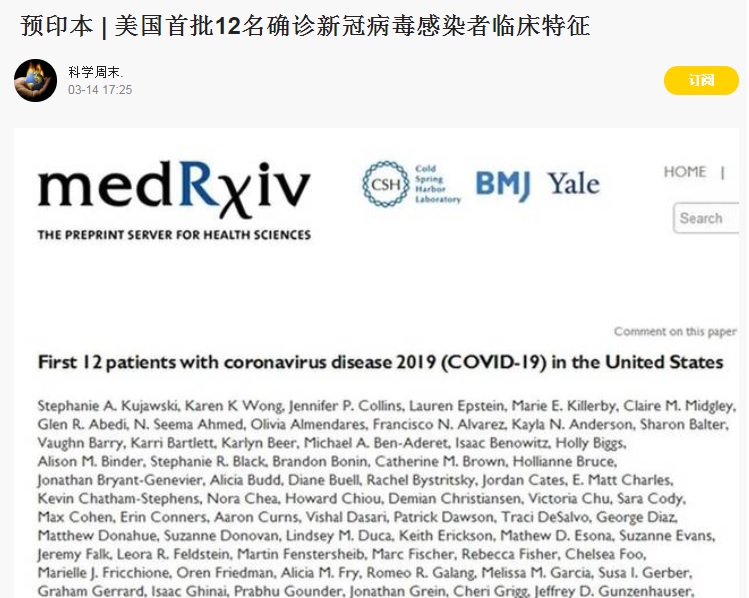 预印本 | 美国首批12名确诊新冠病毒感染者临床特征
科学周末.
03-14 17:25
订阅
medRχiv
THE PREPRINT SERVER FOR HEALTH SCIENCES
CSH
Cold
Spring
Harbor
Laboratory
BMJ Yale
HOME |
Search
Comment on this paper
First 12 patients with coronavirus disease 2019 (COVID-19) in the United States
Stephanie A. Kujawski, Karen K Wong, Jennifer P. Collins, Lauren Epstein, Marie E. Killerby, Claire M. Midgley,
Glen R. Abedi, N. Seema Ahmed, Olivia Almendares, Francisco N. Alvarez, Kayla N. Anderson, Sharon Balter,
Vaughn Barry, Karri Bartlett, Karlyn Beer, Michael A. Ben-Aderet, Isaac Benowitz, Holly Biggs,
Alison M. Binder, Stephanie R. Black, Brandon Bonin, Catherine M. Brown, Hollianne Bruce,
Jonathan Bryant-Genevier, Alicia Budd, Diane Buell, Rachel Bystritsky, Jordan Cates, E. Matt Charles,
Kevin Chatham-Stephens, Nora Chea, Howard Chiou, Demian Christiansen, Victoria Chu, Sara Cody,
Max Cohen, Erin Conners, Aaron Curns, Vishal Dasari, Patrick Dawson, Traci DeSalvo, George Diaz,
Matthew Donahue, Suzanne Donovan, Lindsey M. Duca, Keith Erickson, Mathew D. Esona, Suzanne Evans,
Jeremy Falk, Leora R. Feldstein, Martin Fenstersheib, Marc Fischer, Rebecca Fisher, Chelsea Foo,
Marielle J. Fricchione, Oren Friedman, Alicia M. Fry, Romeo R. Galang, Melissa M. Garcia, Susa I. Gerber,
Graham Gerrard, Isaac Ghinai, Prabhu Gounder, Jonathan Grein, Cheri Grigg, Jeffrey D. Gunzenhauser,